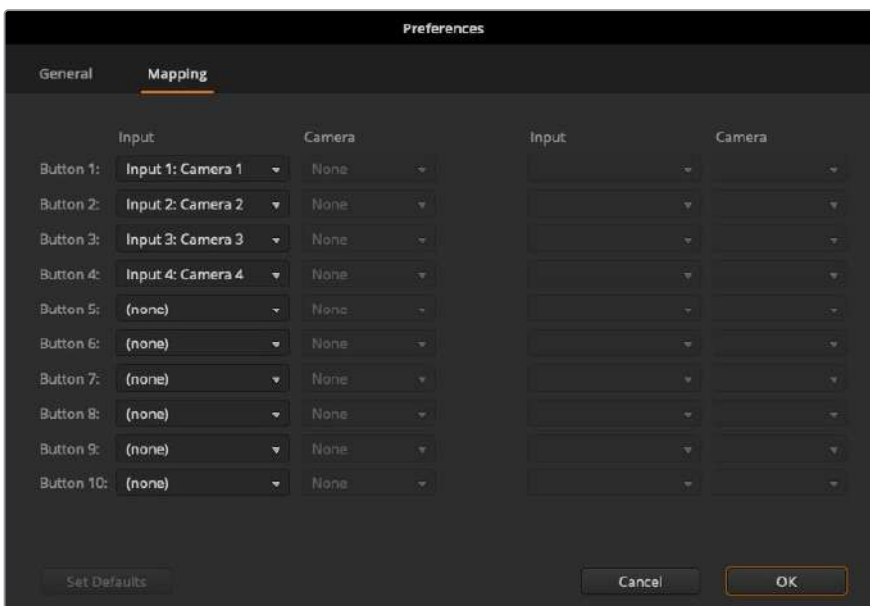 Preferences
General Mapping
Input Camera Input Camera
Button 1: Input 1: Camera 1 None
Button 2: Input 2: Camera 2 None
Button 3: Input 3: Camera 3 None
Button 4: Input 4: Camera 4 None
Button 5: (none) None
Button 6: (none) None
Button 7: (none) None
Button 8: (none) None
Button 9: (none) None
Button 10: (none) None
Set Defaults Cancel OK